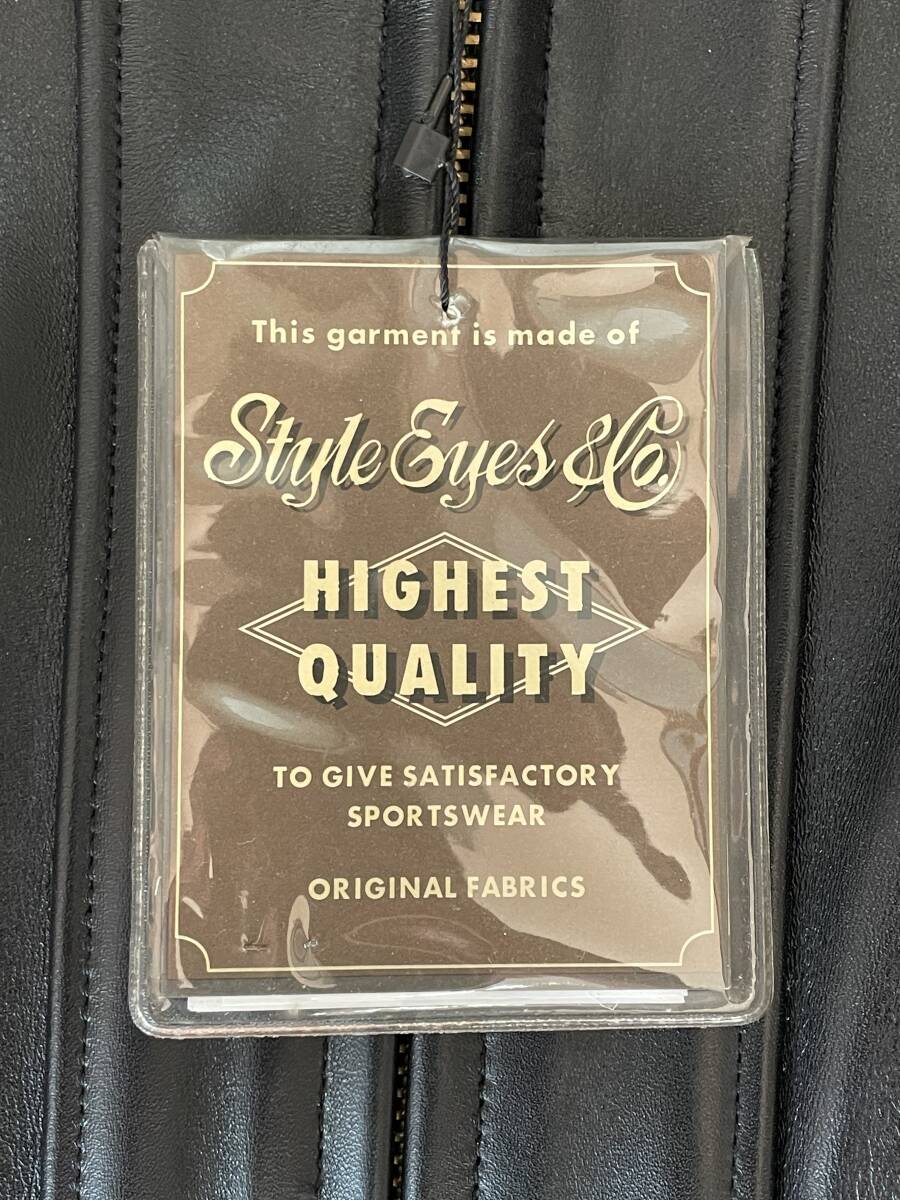 This garment is made of
Style Eyes & Co.
HIGHEST
QUALITY
TO GIVE SATISFACTORY
SPORTSWEAR
ORIGINAL FABRICS